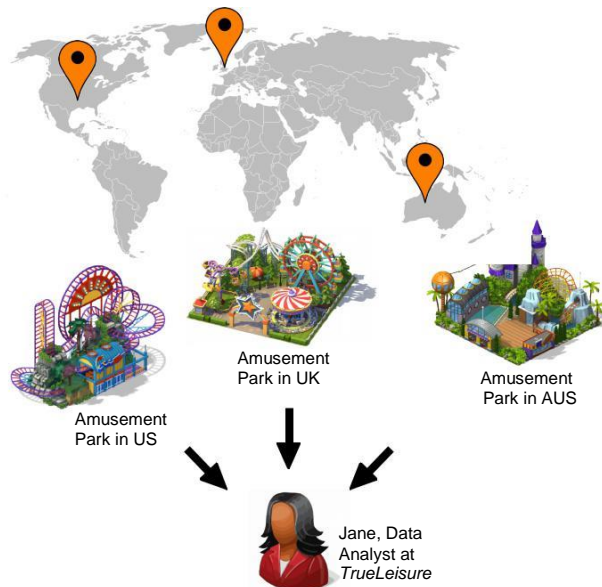 Amusement
Park in UK
Amusement
Park in AUS
Amusement
Park in US
Jane, Data
Analyst at
TrueLeisure